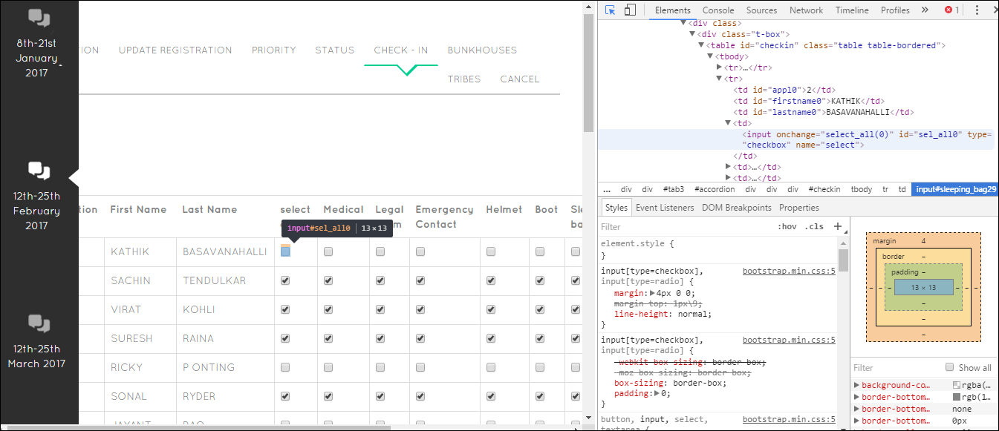 8th-21st
January
2017
12th-25th
February
2017
12th-25th
March 2017
TION UPDATE REGISTRATION PRIORITY STATUS CHECK - IN BUNKHOUSES
TRIBES CANCEL
tion First Name Last Name select Medical Legal Emergency Helmet Boot Slee
m Contact ba
input#sel_all0 13×13
KATHIK BASAVANAHALLI
SACHIN TENDULKAR
VIRAT KOHLI
SURESH RAINA
RICKY P ONTING
SONAL RYDER
JAYANT RAO
Elements Console Sources Network Timeline Profiles » 1
▼<div class>
▼<div class="t-box">
▼<table id="checkin" class="table table-bordered">
▼<tbody>
▶<tr>…</tr>
▼<tr>
<td id="appl0">2</td>
<td id="firstname0">KATHIK</td>
<td id="lastname0">BASAVANAHALLI</td>
▼<td>
<input onchange="select_all(0)" id="sel_all0" type=
"checkbox" name="select">
</td>
▶<td>…</td>
▶<td>…</td>
... div div #tab3 #accordion div div div #checkin tbody tr td input#sleeping_bag29
Styles Event Listeners DOM Breakpoints Properties
Filter :hov .cls +
element.style {
}
input[type=checkbox], bootstrap.min.css:5
input[type=radio] {
margin:▶4px 0 0;
margin-top: 1px\9;
line-height: normal;
}
input[type=checkbox], bootstrap.min.css:5
input[type=radio] {
-webkit-box-sizing: border-box;
-moz-box-sizing: border-box;
box-sizing: border-box;
padding:▶0;
}
button, input, select, bootstrap.min.css:5
textarea {
margin 4
border –
padding –
13 × 13
–
–
–
Filter Show all
▶background-co… rgba(…
▶border-bottom… rgb(1…
▶border-bottom… none
▶border-bottom… 0px